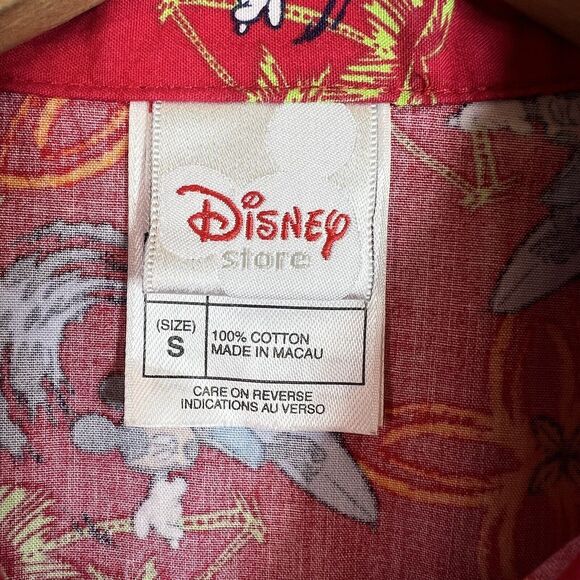 Disney
store
(SIZE)
S
100% COTTON
MADE IN MACAU
CARE ON REVERSE
INDICATIONS AU VERSO